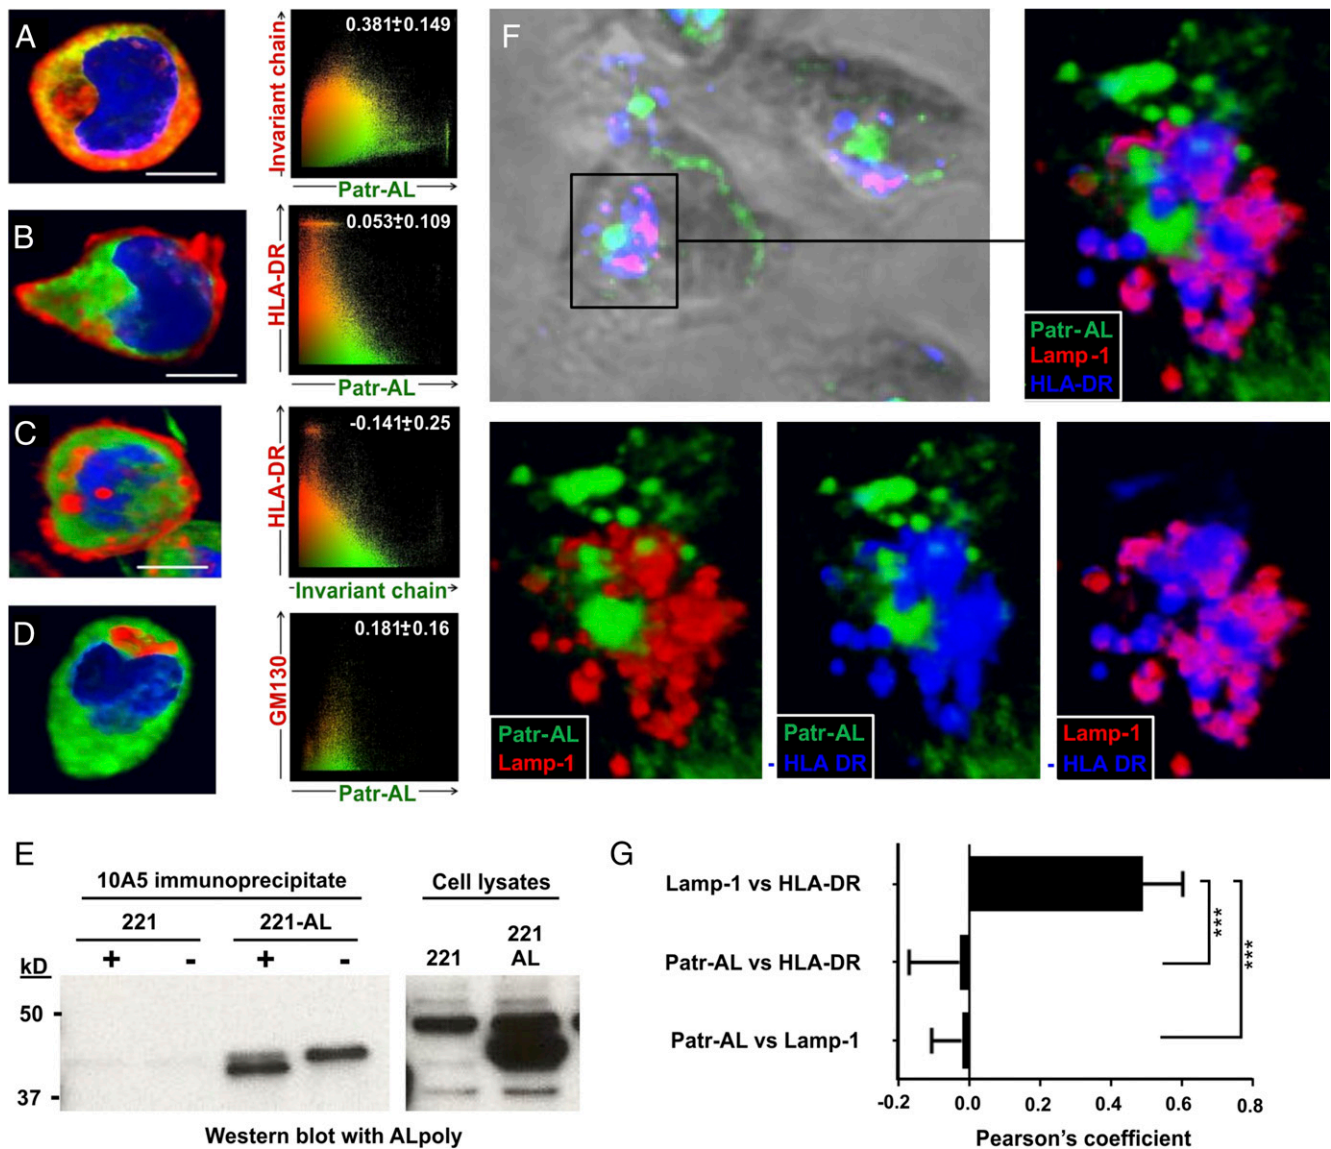 A
Invariant chain
0.381±0.149
Patr-AL
B
HLA-DR
0.053±0.109
Patr-AL
C
HLA-DR
-0.141±0.25
Invariant chain
D
GM130
0.181±0.16
Patr-AL
F
Patr-AL
Lamp-1
HLA-DR
Patr-AL
Lamp-1
Patr-AL
- HLA DR
Lamp-1
- HLA DR
E
10A5 immunoprecipitate
Cell lysates
221
221-AL
221
221
AL
kD
+
-
+
-
50
37
Western blot with ALpoly
G
Lamp-1 vs HLA-DR
Patr-AL vs HLA-DR
Patr-AL vs Lamp-1
***
***
-0.2
0.0
0.2
0.4
0.6
0.8
Pearson's coefficient